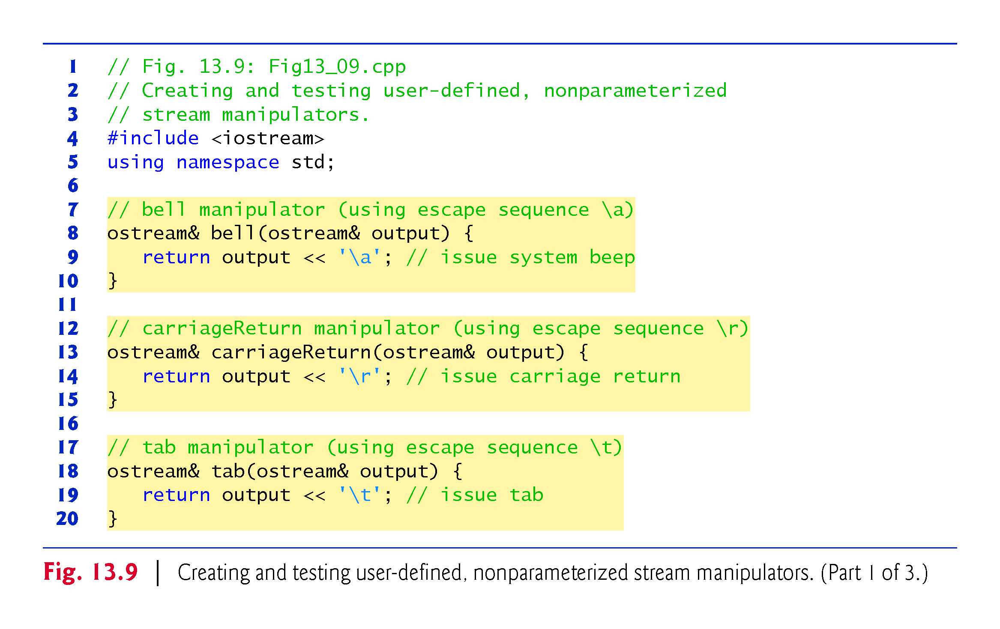 1 // Fig. 13.9: Fig13_09.cpp
2 // Creating and testing user-defined, nonparameterized
3 // stream manipulators.
4 #include <iostream>
5 using namespace std;
6
7 // bell manipulator (using escape sequence \a)
8 ostream& bell(ostream& output) {
9    return output << '\a'; // issue system beep
10 }
11
12 // carriageReturn manipulator (using escape sequence \r)
13 ostream& carriageReturn(ostream& output) {
14    return output << '\r'; // issue carriage return
15 }
16
17 // tab manipulator (using escape sequence \t)
18 ostream& tab(ostream& output) {
19    return output << '\t'; // issue tab
20 }
Fig. 13.9 | Creating and testing user-defined, nonparameterized stream manipulators. (Part 1 of 3.)